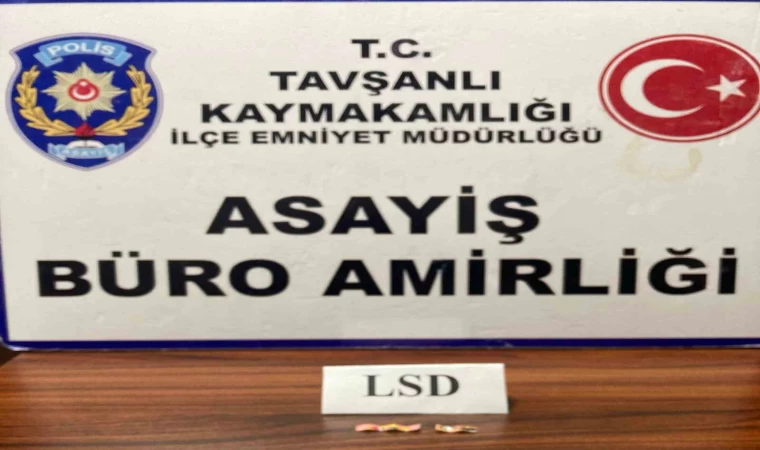 POLİS
T.C.
TAVŞANLI
KAYMAKAMLIĞI
İLÇE EMNİYET MÜDÜRLÜĞÜ
ASAYİŞ
ASAYİŞ
BÜRO AMİRLİĞİ
LSD